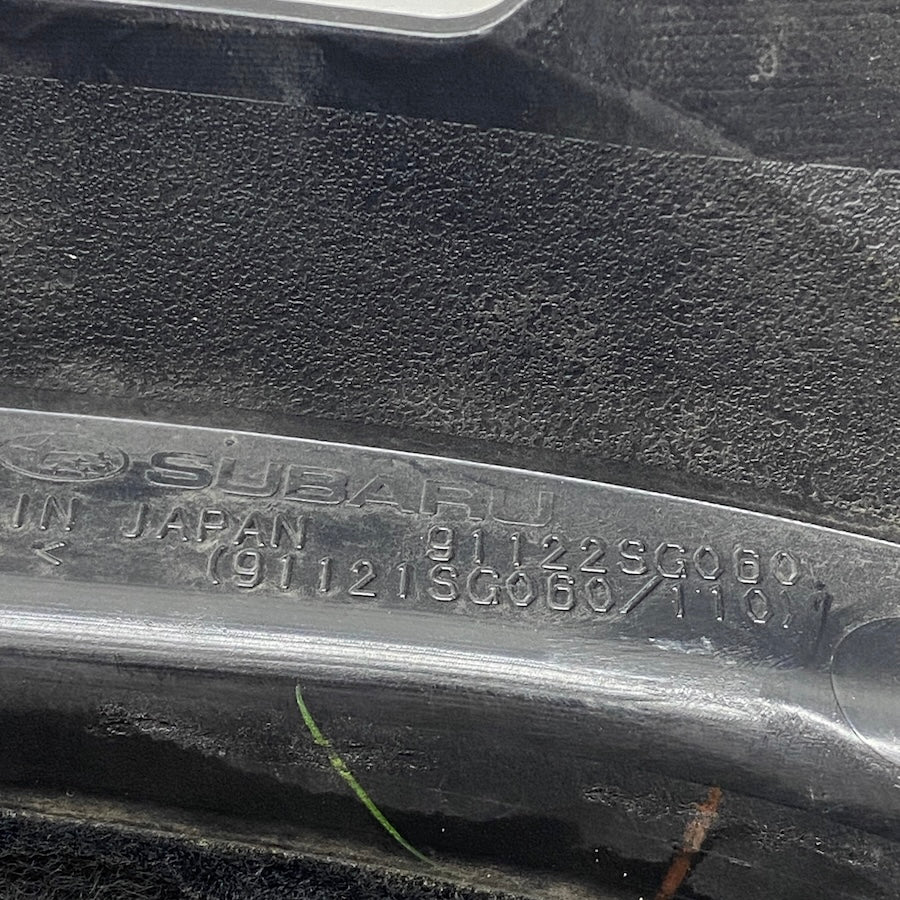 SUBARU
IN JAPAN 91122SG060
< (91121SG060/110)